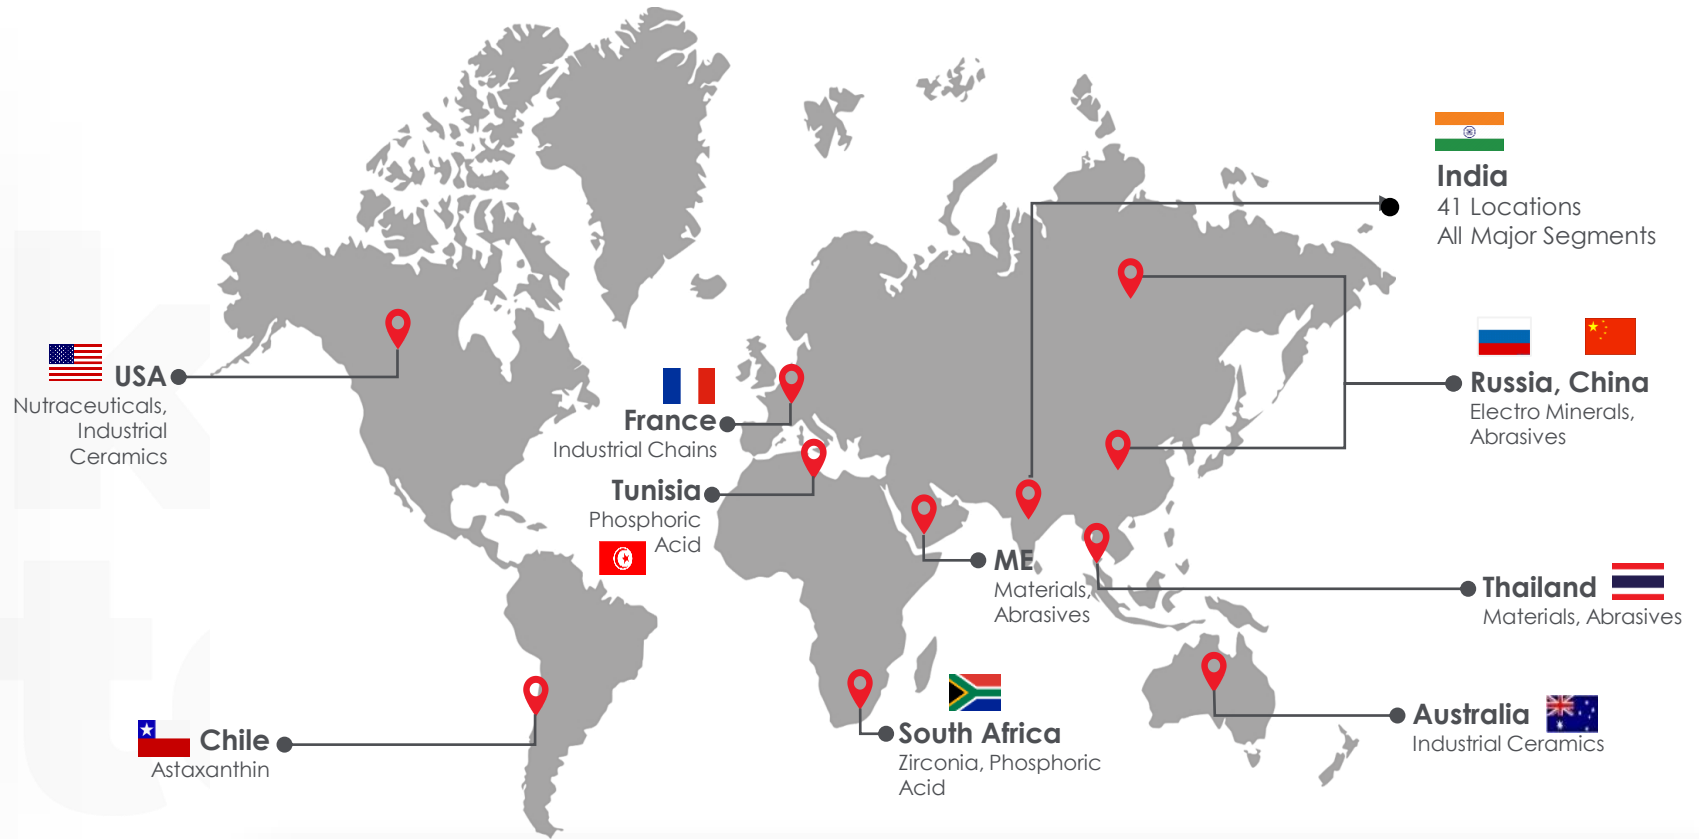 India
41 Locations
All Major Segments
USA
Nutraceuticals,
Industrial
Ceramics
France
Industrial Chains
Russia, China
Electro Minerals,
Abrasives
Tunisia
Phosphoric
Acid
ME
Materials,
Abrasives
Thailand
Materials, Abrasives
Chile
Astaxanthin
South Africa
Zirconia, Phosphoric
Acid
Australia
Industrial Ceramics